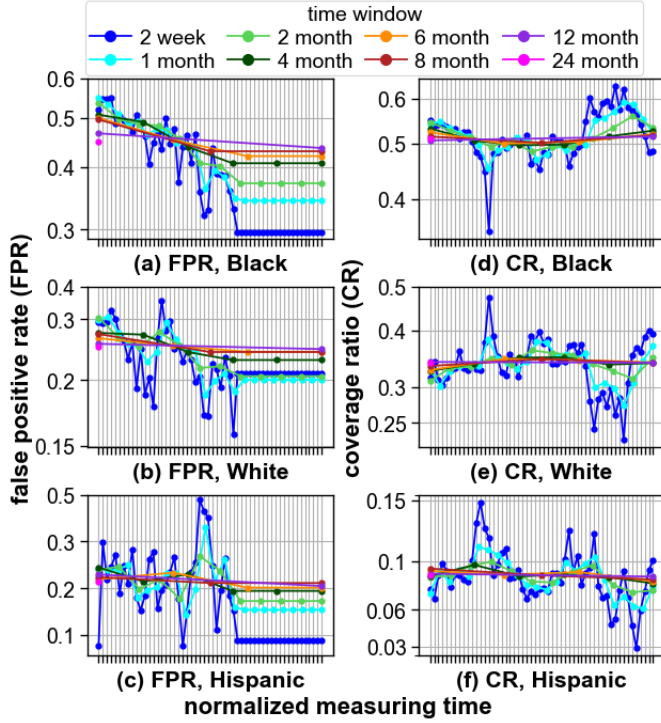 time window
2 week 2 month 6 month 12 month
1 month 4 month 8 month 24 month
false positive rate (FPR)
0.6
0.5
0.4
0.3
(a) FPR, Black
0.6
0.5
0.4
(d) CR, Black
coverage ratio (CR)
0.4
0.3
0.2
0.15
(b) FPR, White
0.5
0.4
0.3
0.25
(e) CR, White
0.5
0.3
0.2
0.1
(c) FPR, Hispanic
0.15
0.1
0.06
0.03
(f) CR, Hispanic
normalized measuring time